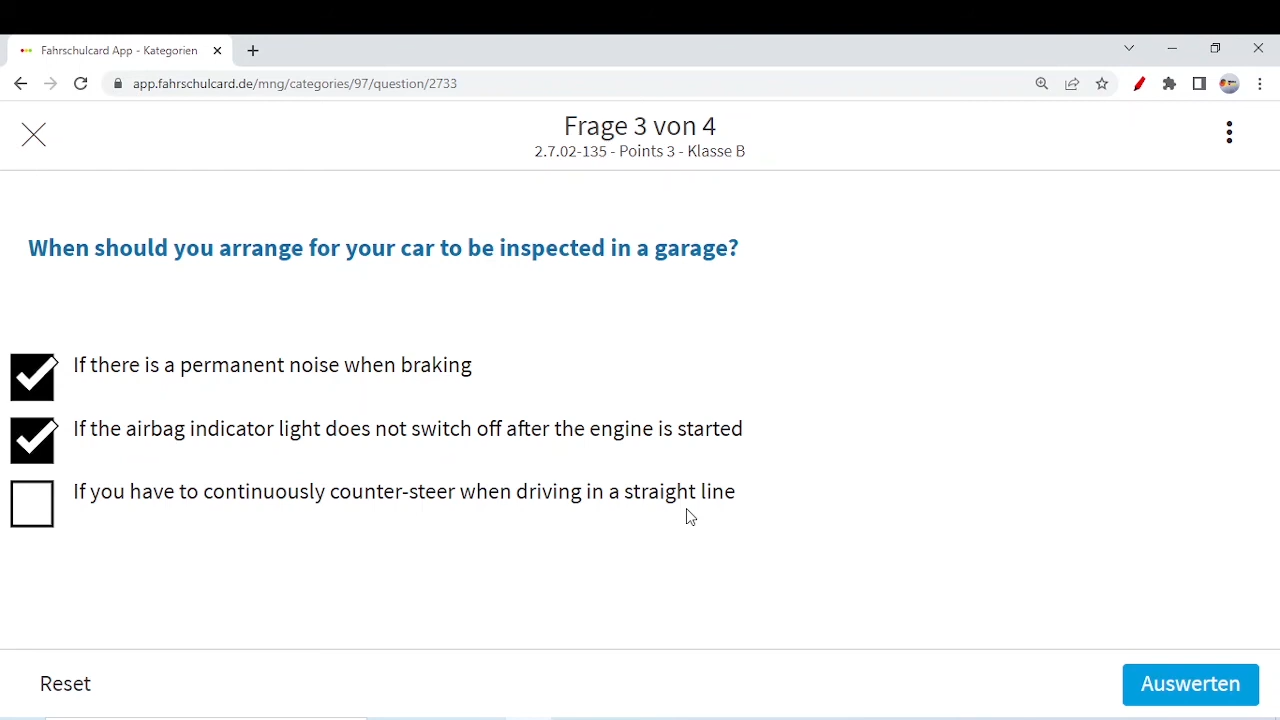 Fahrschulcard App - Kategorien
app.fahrschulcard.de/mng/categories/97/question/2733
Frage 3 von 4
2.7.02-135 - Points 3 - Klasse B
When should you arrange for your car to be inspected in a garage?
If there is a permanent noise when braking
If the airbag indicator light does not switch off after the engine is started
If you have to continuously counter-steer when driving in a straight line
Reset
Auswerten